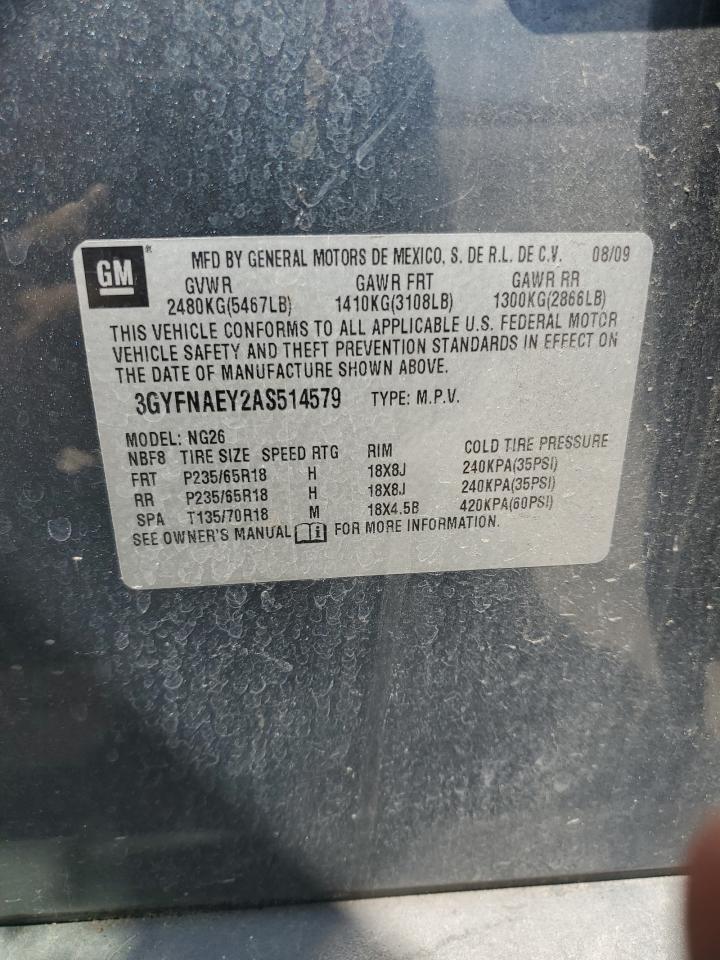 GM MFD BY GENERAL MOTORS DE MEXICO, S. DE R.L. DE C.V. 08/09
GVWR GAWR FRT GAWR RR
2480KG(5467LB) 1410KG(3108LB) 1300KG(2866LB)
THIS VEHICLE CONFORMS TO ALL APPLICABLE U.S. FEDERAL MOTOR
VEHICLE SAFETY AND THEFT PREVENTION STANDARDS IN EFFECT ON
THE DATE OF MANUFACTURE SHOWN ABOVE.
3GYFNAEY2AS514579 TYPE: M.P.V.
MODEL: NG26
NBF8 TIRE SIZE SPEED RTG RIM COLD TIRE PRESSURE
FRT P235/65R18 H 18X8J 240KPA(35PSI)
RR P235/65R18 H 18X8J 240KPA(35PSI)
SPA T135/70R18 M 18X4.5B 420KPA(60PSI)
SEE OWNER'S MANUAL FOR MORE INFORMATION.